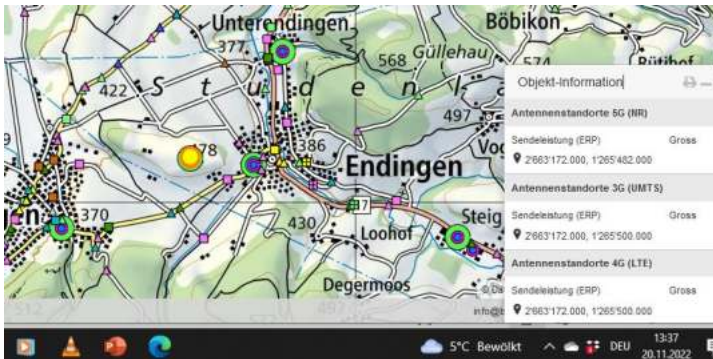 Unterendingen
Böbikon
377
568
Güllehau
574
Rütihof
422
S t u d e n l a
Objekt-Information
497
Antennenstandorte 5G (NR)
Sendeleistung (ERP) Gross
2'663'172.000, 1'265'482.000
478
386
Endingen
Antennenstandorte 3G (UMTS)
7
Sendeleistung (ERP) Gross
2'663'172.000, 1'265'500.000
370
430
Loohof
Steig
Antennenstandorte 4G (LTE)
Degermoos
Sendeleistung (ERP) Gross
2'663'172.000, 1'265'500.000
512
5°C Bewölkt
DEU
13:37
20.11.2022